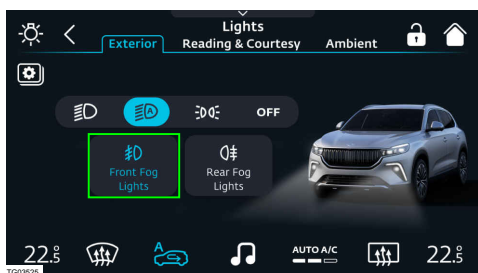 Lights
Exterior Reading & Courtesy Ambient
A OFF
Front Fog
Lights
Rear Fog
Lights
22.5° A AUTO A/C 22.5°
TG03525